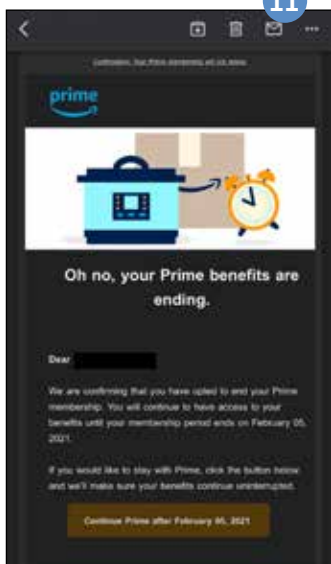 11
Confirmation: Your Prime membership will not renew
prime
Oh no, your Prime benefits are
ending.
Dear
We are confirming that you have opted to end your Prime
membership. You will continue to have access to your
benefits until your membership period ends on February 05,
2021.
If you would like to stay with Prime, click the button below
and we'll make sure your benefits continue uninterrupted.
Continue Prime after February 05, 2021